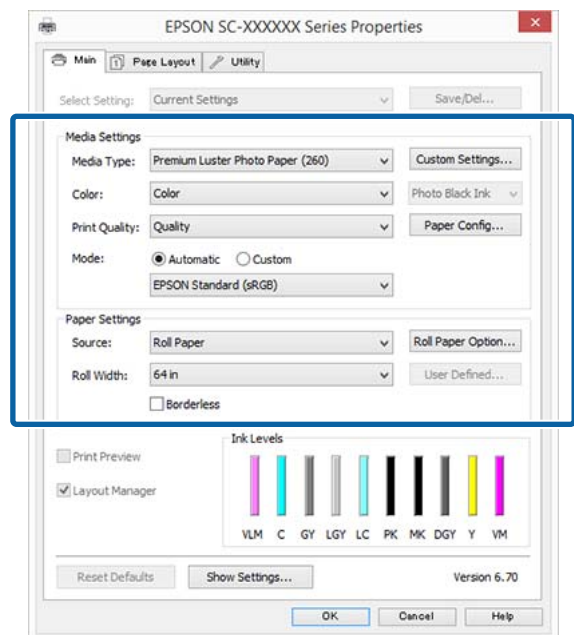 EPSON SC-XXXXXX Series Properties
Main Page Layout Utility
Select Setting: Current Settings Save/Del...
Media Settings
Media Type: Premium Luster Photo Paper (260) Custom Settings...
Color: Color Photo Black Ink
Print Quality: Quality Paper Config...
Mode: Automatic Custom
EPSON Standard (sRGB)
Paper Settings
Source: Roll Paper Roll Paper Option...
Roll Width: 64 in User Defined...
Borderless
Ink Levels
Print Preview
Layout Manager
VLM C GY LGY LC PK MK DGY Y VM
Reset Defaults Show Settings... Version 6.70
OK Cancel Help